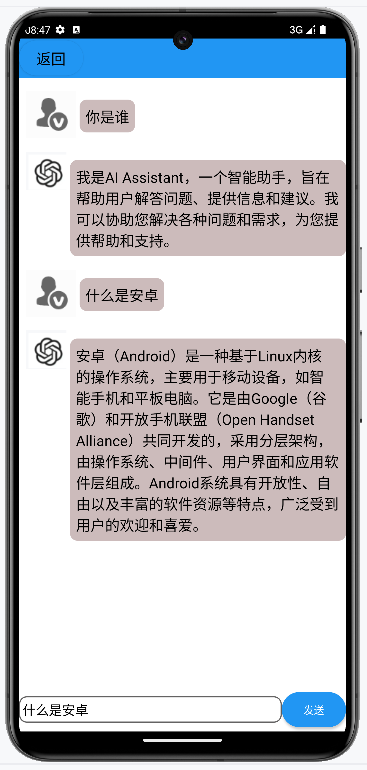 8:47
3G
返回
V
你是谁
我是AI Assistant，一个智能助手，旨在
帮助用户解答问题、提供信息和建议。我
可以协助您解决各种问题和需求，为您提
供帮助和支持。
V
什么是安卓
安卓（Android）是一种基于Linux内核
的操作系统，主要用于移动设备，如智
能手机和平板电脑。它是由Google（谷
歌）和开放手机联盟（Open Handset
Alliance）共同开发的，采用分层架构，
由操作系统、中间件、用户界面和应用软
件层组成。Android系统具有开放性、自
由以及丰富的软件资源等特点，广泛受到
用户的欢迎和喜爱。
什么是安卓
发送